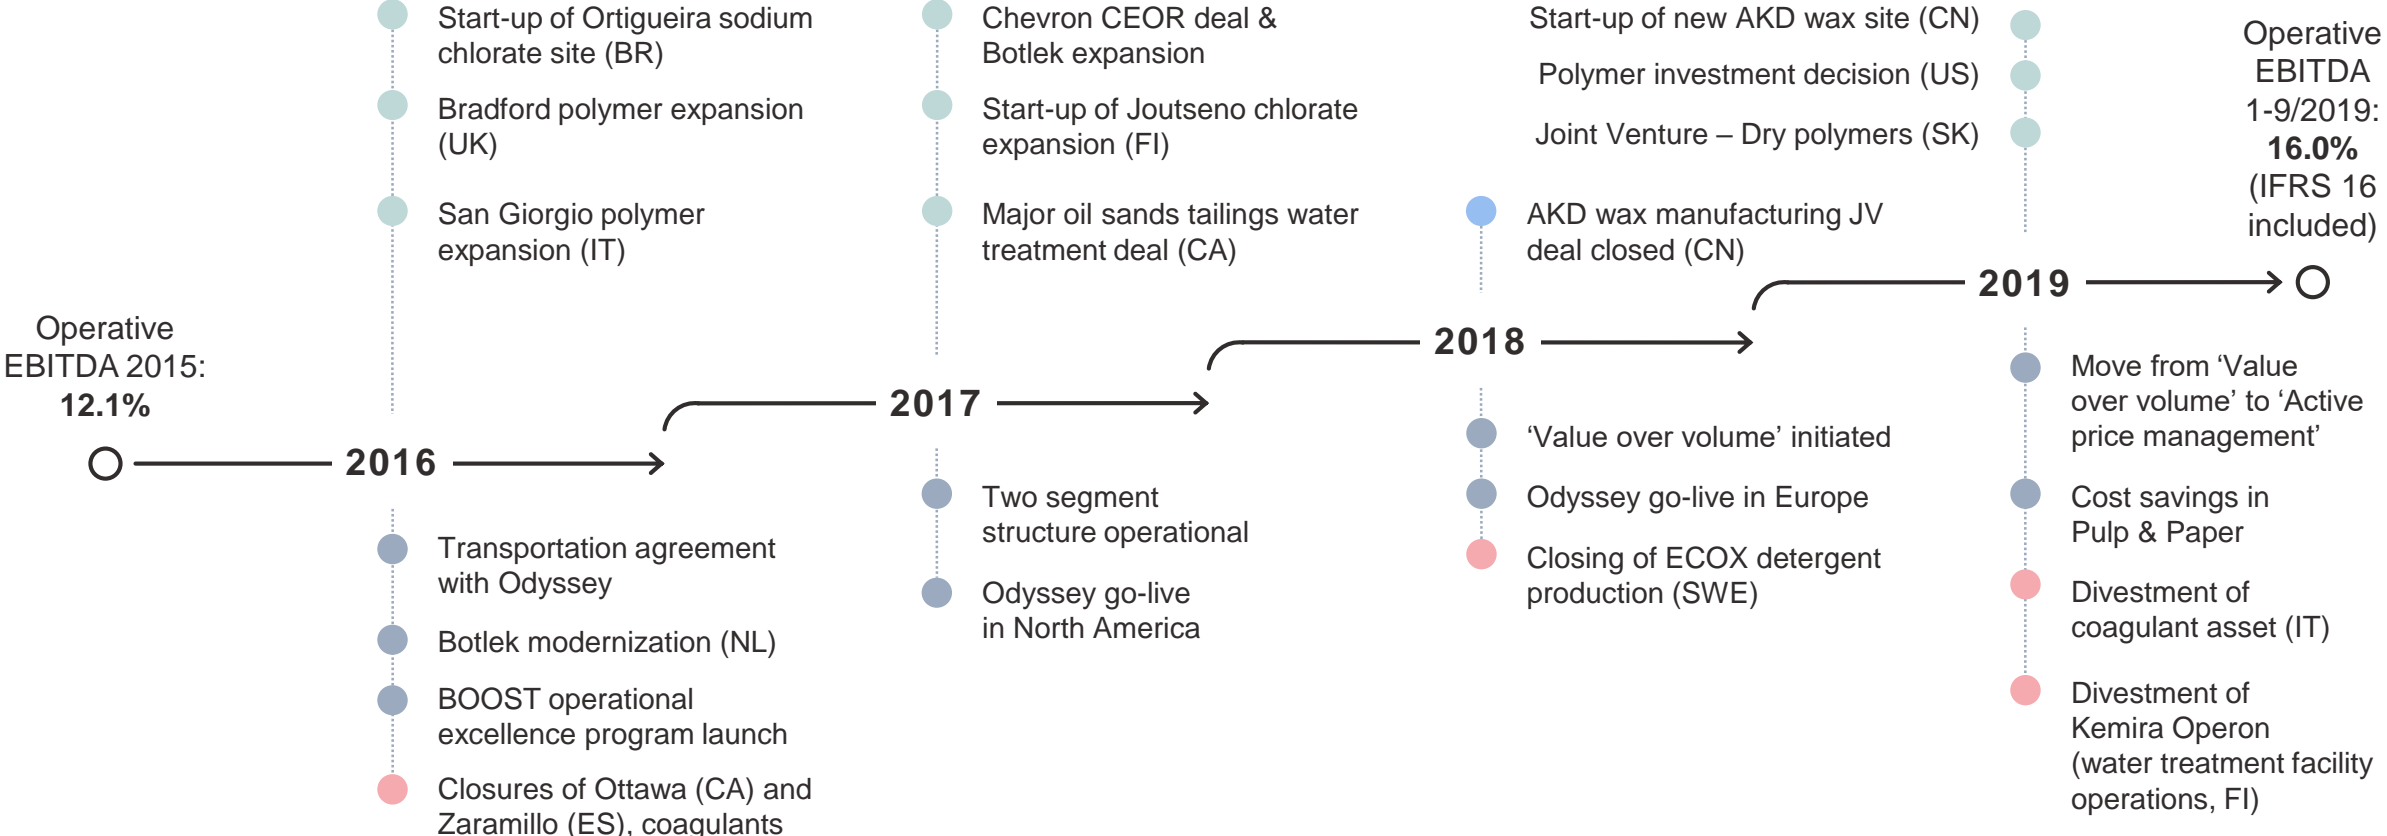 Operative
EBITDA 2015:
12.1%
Start-up of Ortigueira sodium
chlorate site (BR)
Bradford polymer expansion
(UK)
San Giorgio polymer
expansion (IT)
2016
Transportation agreement
with Odyssey
Botlek modernization (NL)
BOOST operational
excellence program launch
Closures of Ottawa (CA) and
Zaramillo (ES), coagulants
Chevron CEOR deal &
Botlek expansion
Start-up of Joutseno chlorate
expansion (FI)
Major oil sands tailings water
treatment deal (CA)
2017
Two segment
structure operational
Odyssey go-live
in North America
AKD wax manufacturing JV
deal closed (CN)
2018
‘Value over volume’ initiated
Odyssey go-live in Europe
Closing of ECOX detergent
production (SWE)
Start-up of new AKD wax site (CN)
Polymer investment decision (US)
Joint Venture – Dry polymers (SK)
2019
Move from ‘Value
over volume’ to ‘Active
price management’
Cost savings in
Pulp & Paper
Divestment of
coagulant asset (IT)
Divestment of
Kemira Operon
(water treatment facility
operations, FI)
Operative
EBITDA
1-9/2019:
16.0%
(IFRS 16
included)